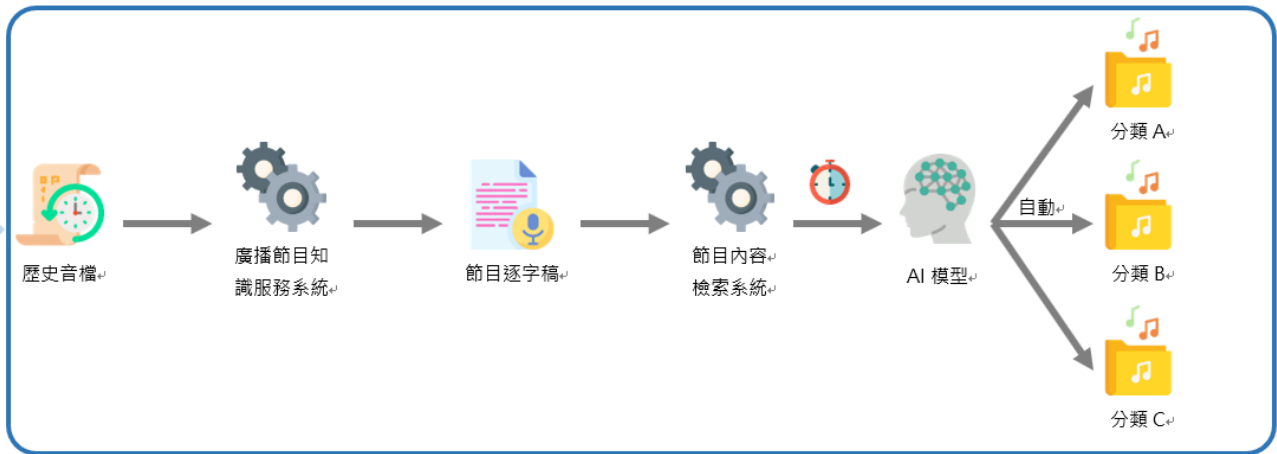 歷史音檔
廣播節目知
識服務系統
節目逐字稿
節目內容
檢索系統
AI 模型
自動
分類 A
分類 B
分類 C